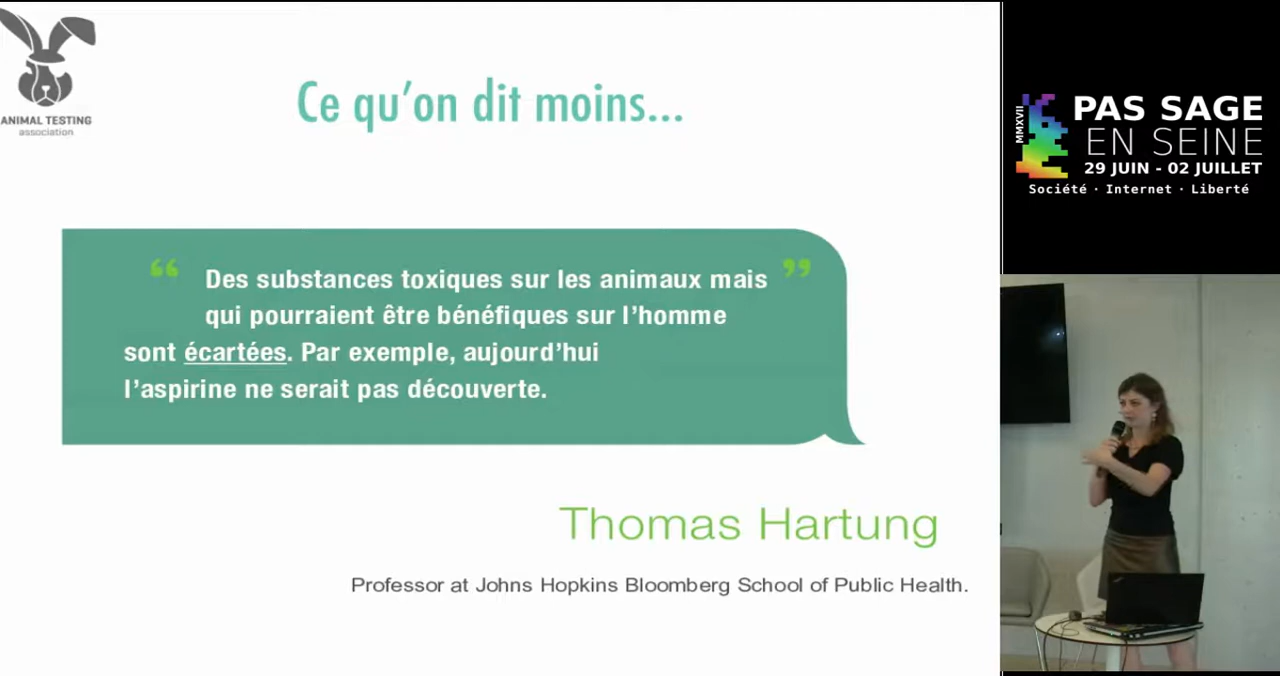 ANIMAL TESTING
association
Ce qu'on dit moins...
“ Des substances toxiques sur les animaux mais ”
qui pourraient être bénéfiques sur l'homme
sont écartées. Par exemple, aujourd'hui
l'aspirine ne serait pas découverte.
Thomas Hartung
Professor at Johns Hopkins Bloomberg School of Public Health.
MMXVII
PAS SAGE
EN SEINE
29 JUIN - 02 JUILLET
Société · Internet · Liberté